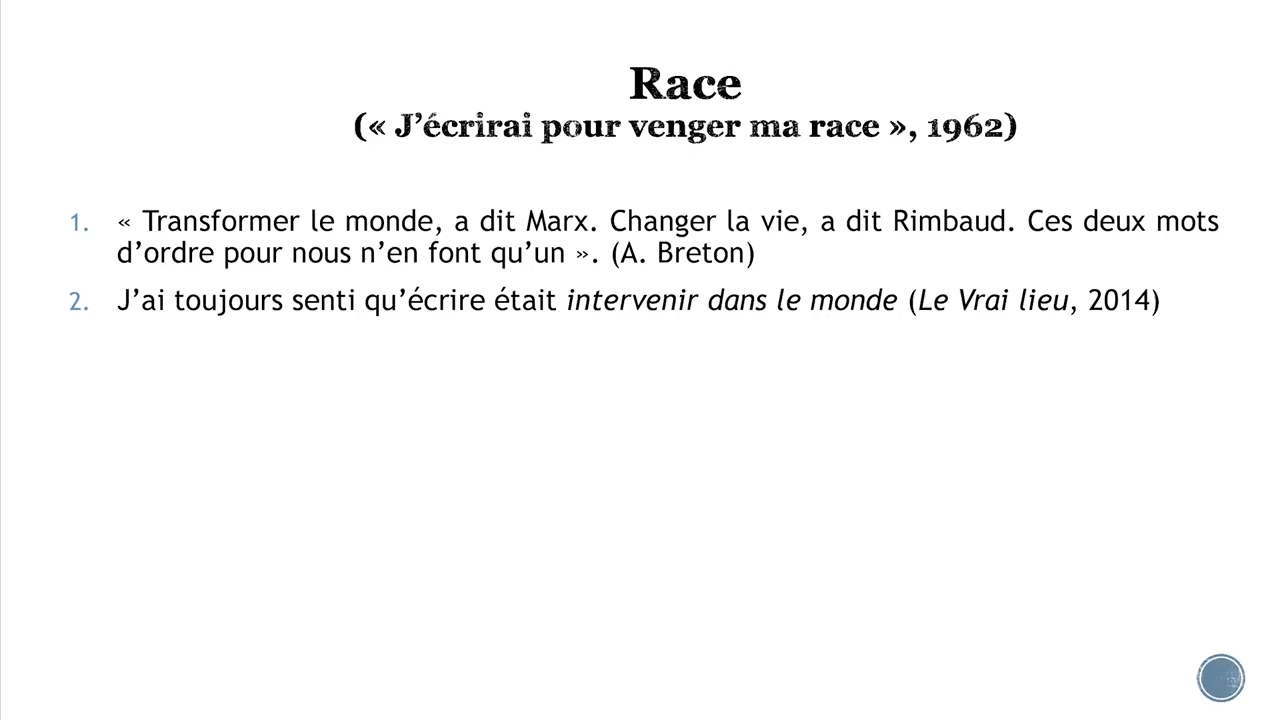 Race
(« J’écrirai pour venger ma race », 1962)
1. « Transformer le monde, a dit Marx. Changer la vie, a dit Rimbaud. Ces deux mots
d’ordre pour nous n’en font qu’un ». (A. Breton)
2. J’ai toujours senti qu’écrire était intervenir dans le monde (Le Vrai lieu, 2014)